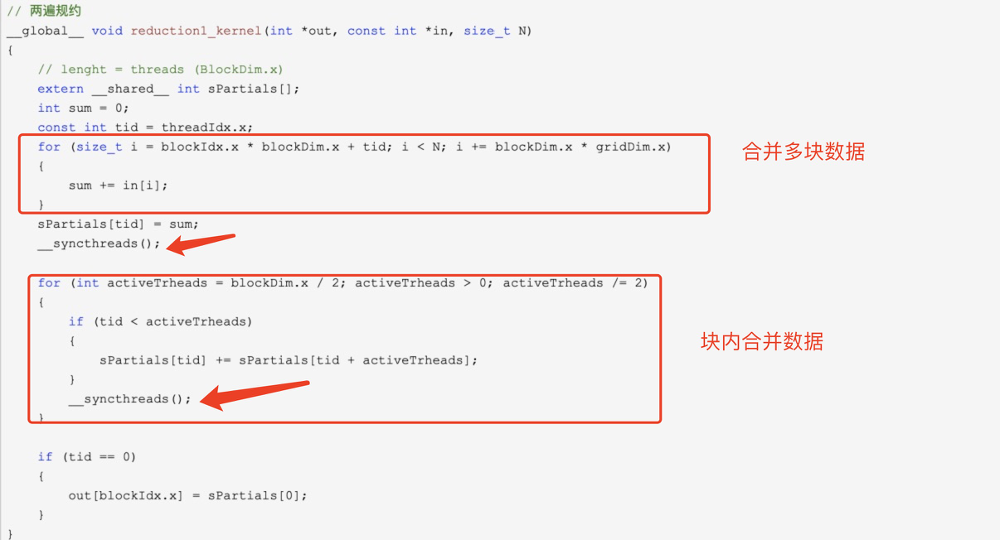 // 两遍规约
__global__ void reduction1_kernel(int *out, const int *in, size_t N)
{
    // lenght = threads (BlockDim.x)
    extern __shared__ int sPartials[];
    int sum = 0;
    const int tid = threadIdx.x;
    for (size_t i = blockIdx.x * blockDim.x + tid; i < N; i += blockDim.x * gridDim.x)
合并多块数据
    {
        sum += in[i];
    }
    sPartials[tid] = sum;
    __syncthreads();
    for (int activeTrheads = blockDim.x / 2; activeTrheads > 0; activeTrheads /= 2)
    {
        if (tid < activeTrheads)
        {
块内合并数据
            sPartials[tid] += sPartials[tid + activeTrheads];
        }
        __syncthreads();
    }
    if (tid == 0)
    {
        out[blockIdx.x] = sPartials[0];
    }
}